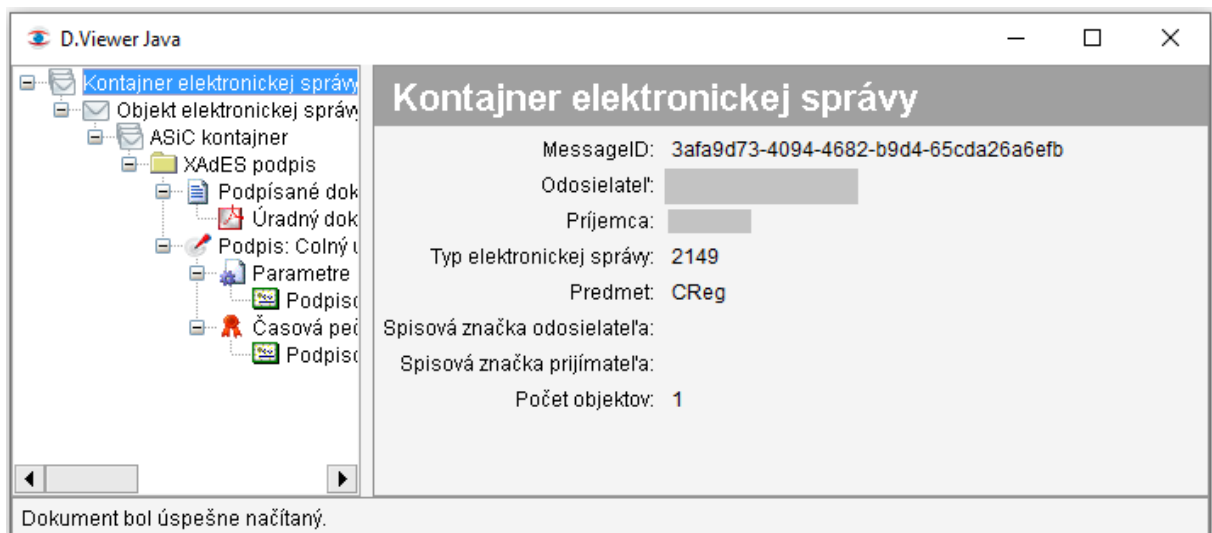 D.Viewer Java
Kontajner elektronickej správy
Objekt elektronickej správy
ASiC kontajner
XAdES podpis
Podpísané dok
Úradný dok
Podpis: Colný
Parametre
Podpiso
Časová peč
Podpiso
Kontajner elektronickej správy
MessageID: 3afa9d73-4094-4682-b9d4-65cda26a6efb
Odosielateľ:
Príjemca:
Typ elektronickej správy: 2149
Predmet: CReg
Spisová značka odosielateľa:
Spisová značka prijímateľa:
Počet objektov: 1
Dokument bol úspešne načítaný.